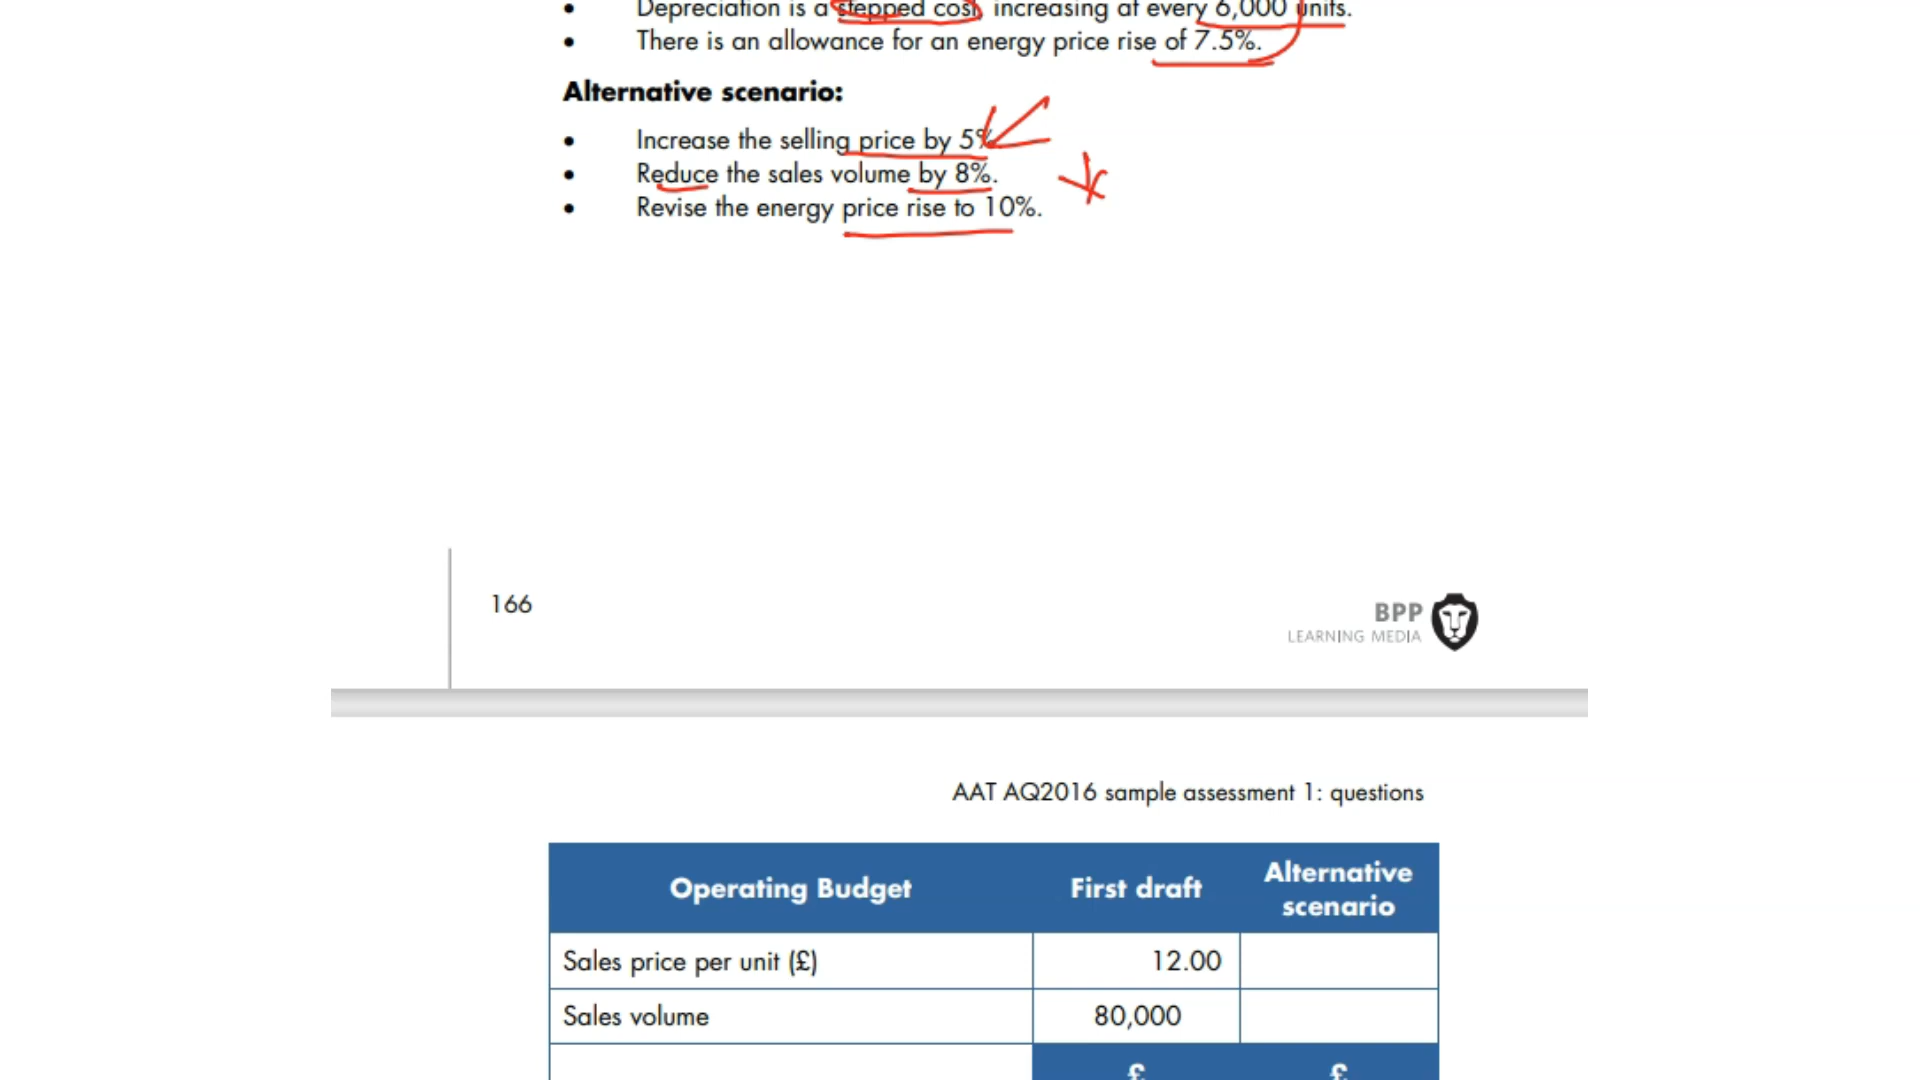 • Depreciation is a stepped cost, increasing at every 6,000 units.
• There is an allowance for an energy price rise of 7.5%.
Alternative scenario:
• Increase the selling price by 5%
• Reduce the sales volume by 8%.
• Revise the energy price rise to 10%.
166
BPP
LEARNING MEDIA
AAT AQ2016 sample assessment 1: questions
Operating Budget First draft Alternative scenario
Sales price per unit (£) 12.00
Sales volume 80,000
£ £